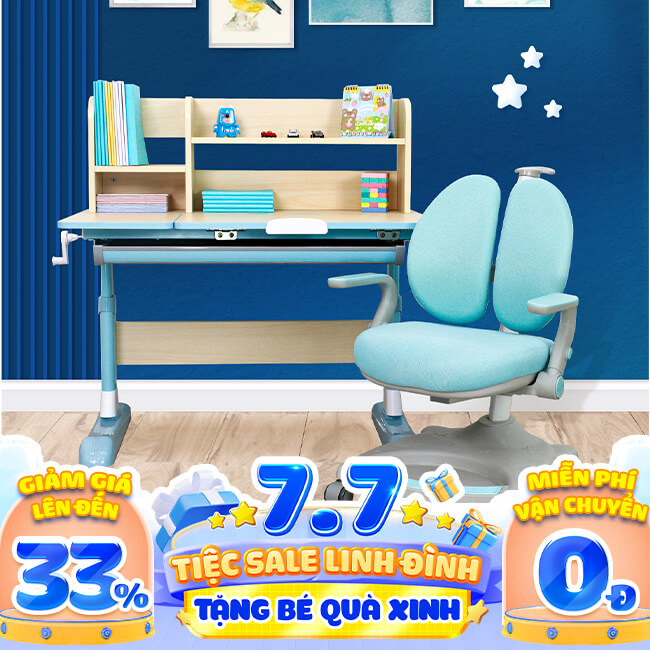 GIẢM GIÁ
LÊN ĐẾN
33%
7.7
TIỆC SALE LINH ĐÌNH
TẶNG BÉ QUÀ XINH
MIỄN PHÍ
VẬN CHUYỂN
0Đ